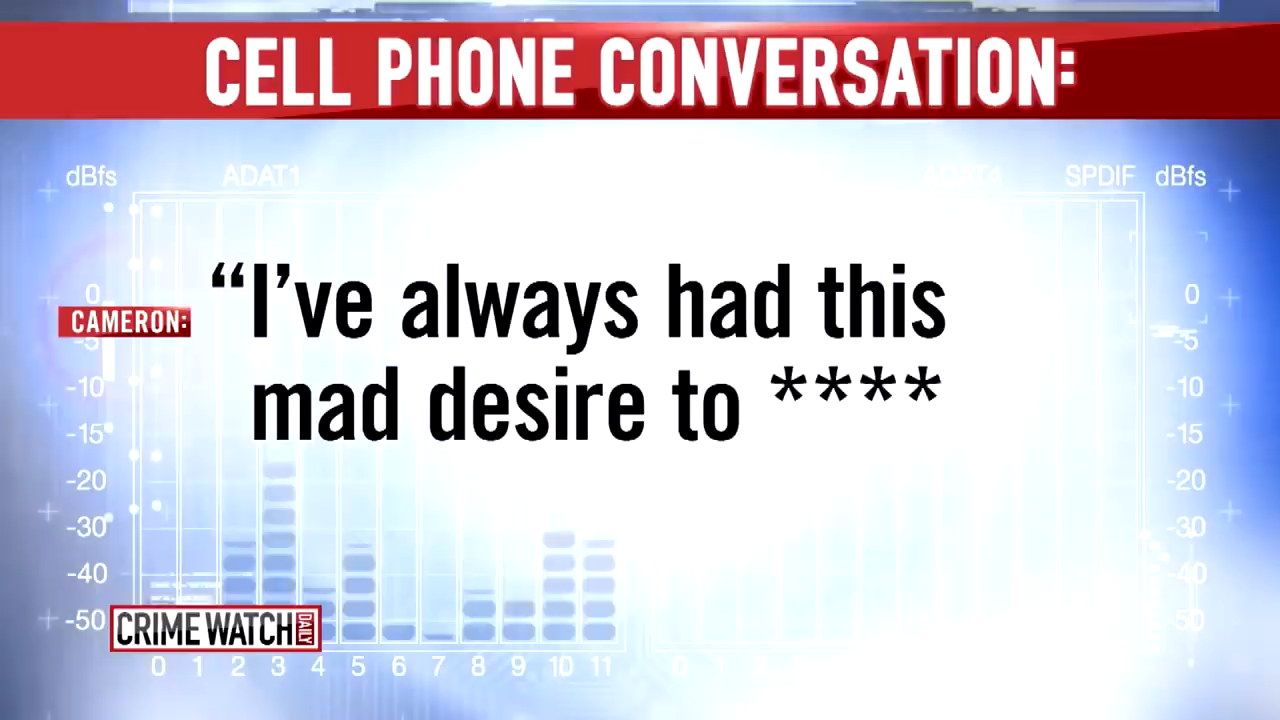 CELL PHONE CONVERSATION:
dBfs ADAT1 ADAT4 SPDIF dBfs
“I’ve always had this
CAMERON:
mad desire to ****
0 0
-5 -5
-10 -10
-15 -15
-20 -20
-30 -30
-40 -40
-50 -50
CRIME WATCH DAILY
0 1 2 3 4 5 6 7 8 9 10 11 0 1